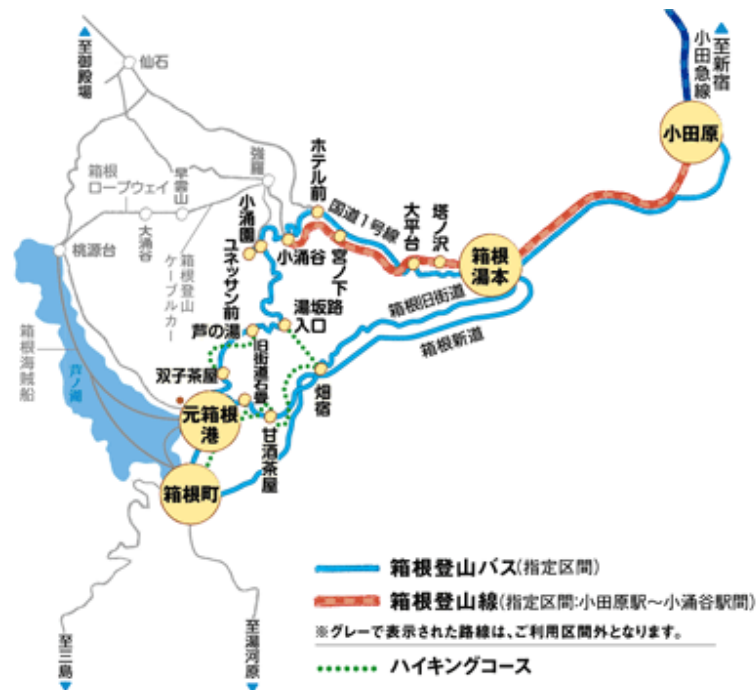 至御殿場
仙石
至新宿
小田急線
小田原
箱根
ロープウェイ
早雲山
強羅
ホテル前
国道1号線
小涌園
ユネッサン前
大平台
塔ノ沢
桃源台
大涌谷
箱根登山
ケーブルカー
小涌谷
宮ノ下
箱根
湯本
湯坂路
入口
箱根旧街道
箱根新道
芦の湯
旧街道石畳
箱根海賊船
芦ノ湖
双子茶屋
畑宿
元箱根
港
甘酒茶屋
箱根町
箱根登山バス(指定区間)
箱根登山線(指定区間:小田原駅～小涌谷駅間)
※グレーで表示された路線は、ご利用区間外となります。
ハイキングコース
至三島
至湯河原